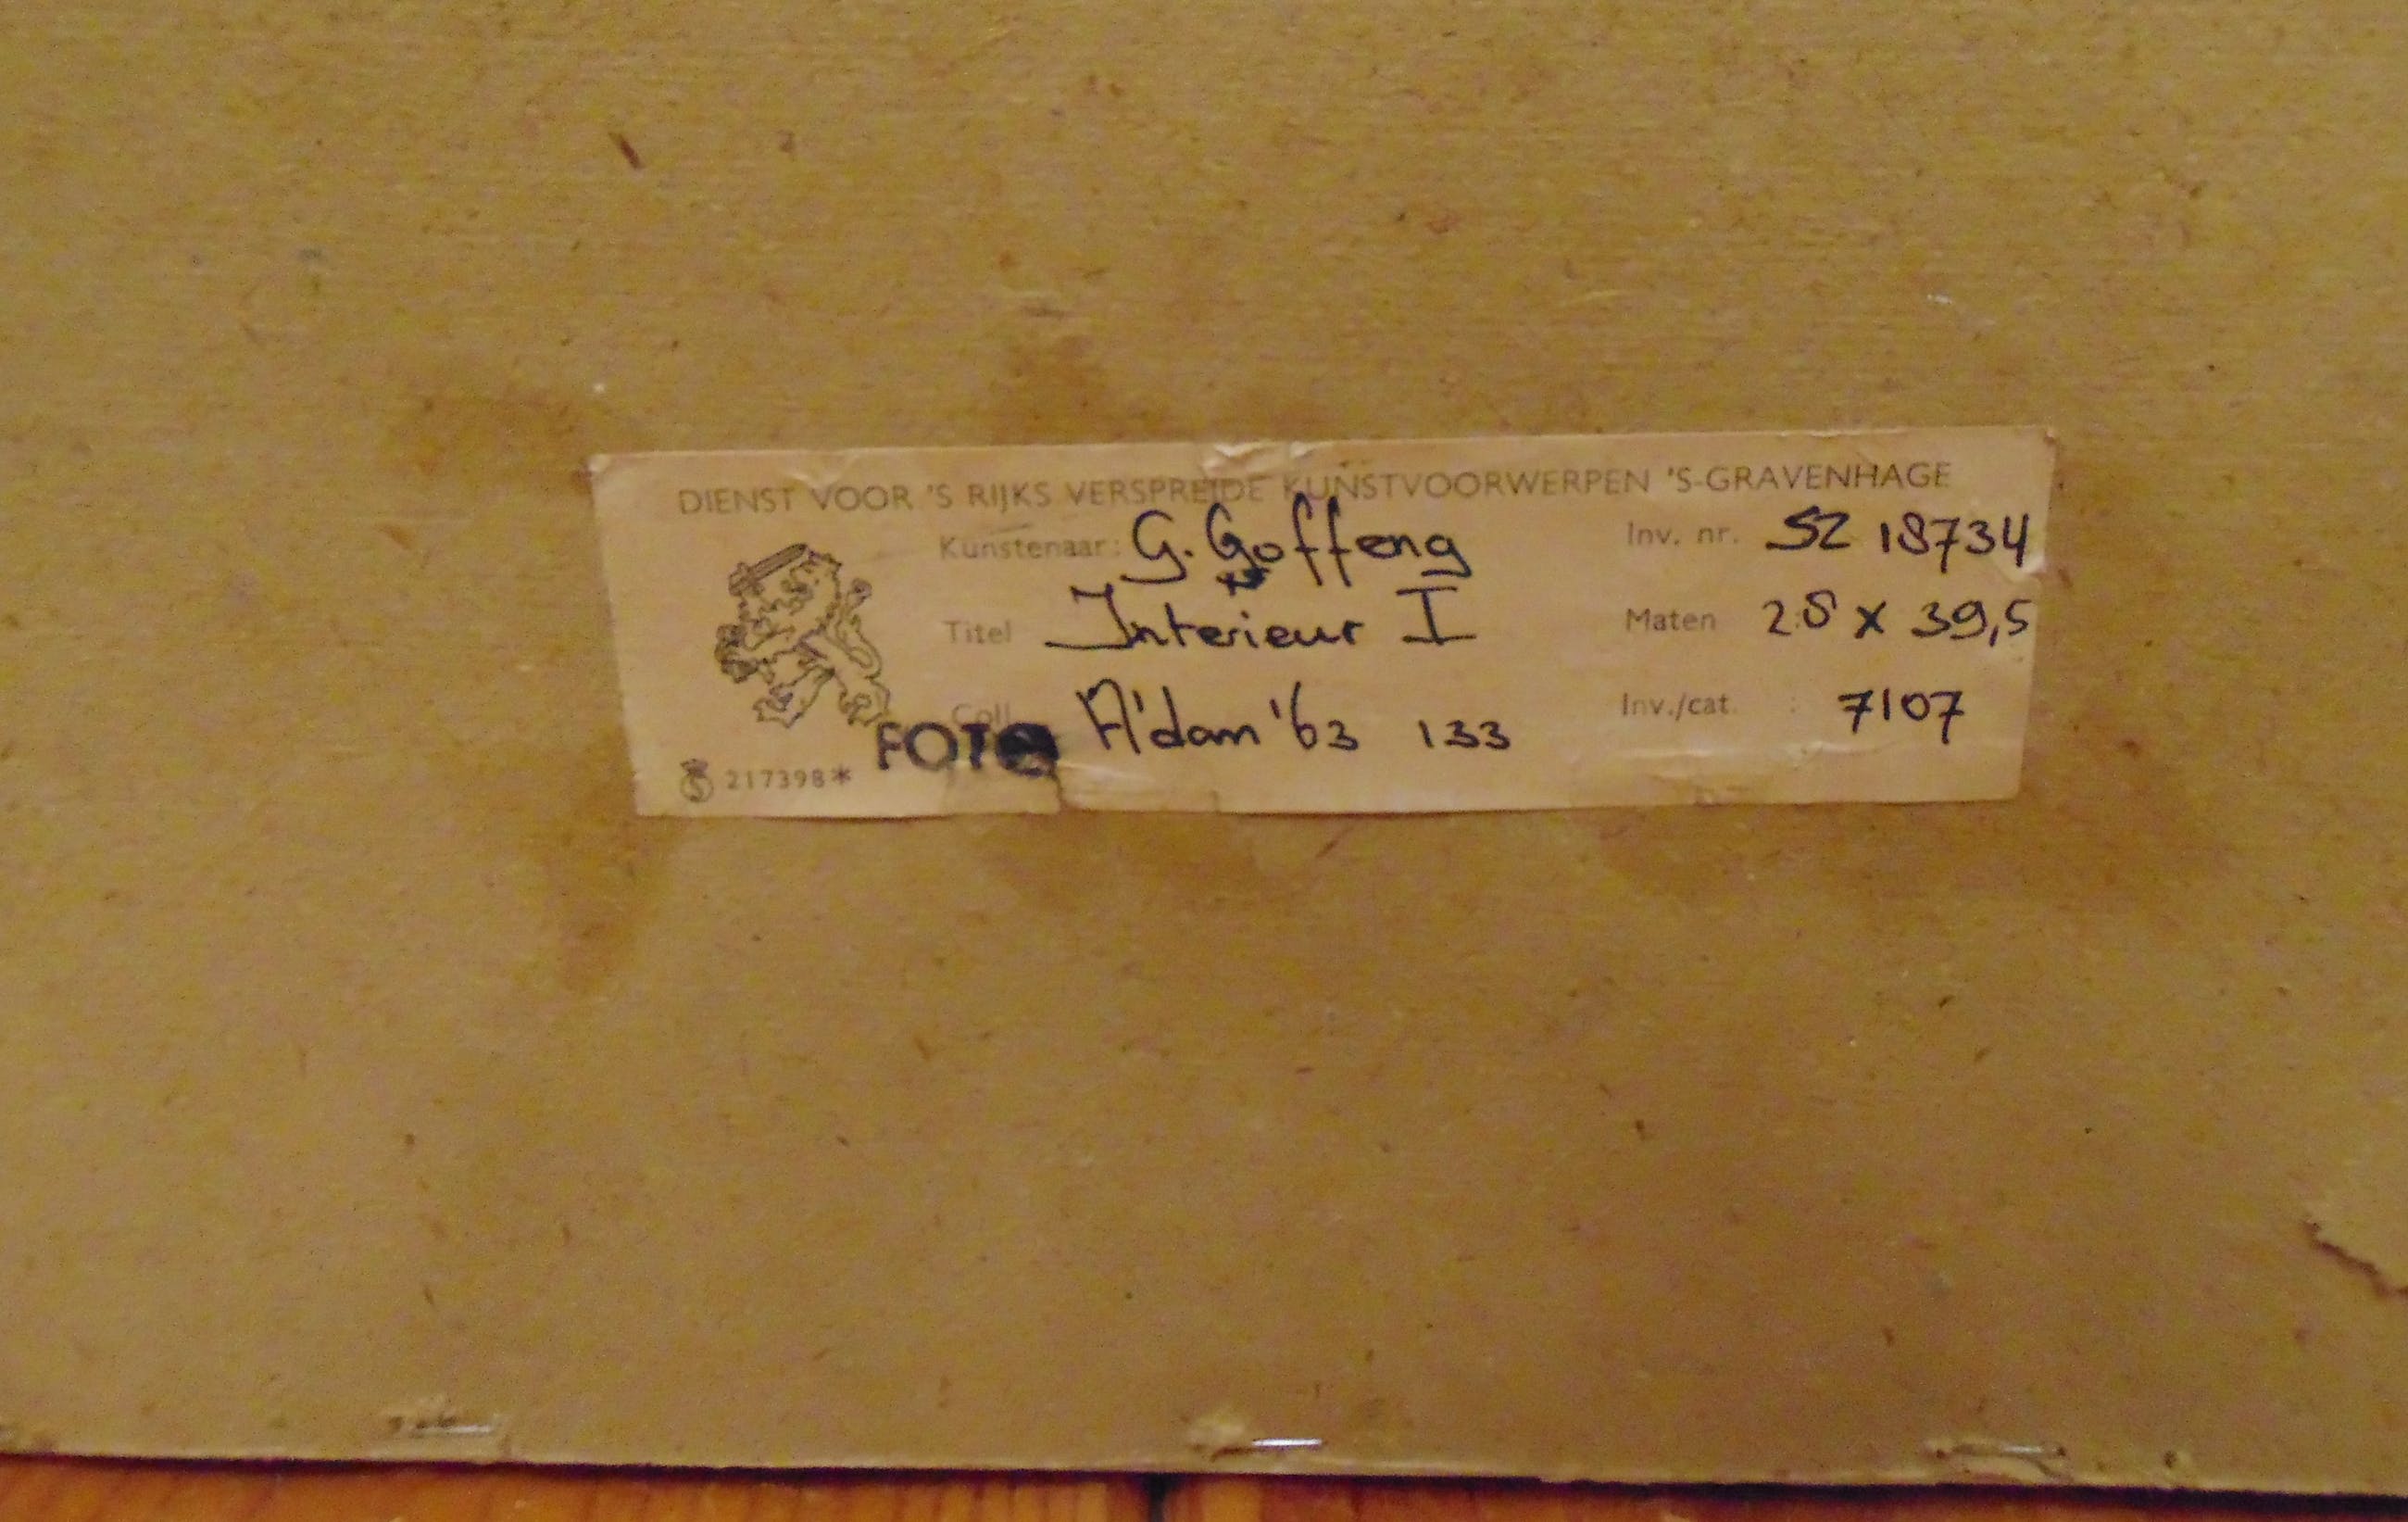 DIENST VOOR 'S RIJKS VERSPREIDE KUNSTVOORWERPEN 'S-GRAVENHAGE
Kunstenaar: G. Goffeng Inv. nr. SZ 18734
Titel Interieur I Maten 28 x 39,5
Coll A'dam '63 133 Inv./cat. : 7107
FOTO
217398*